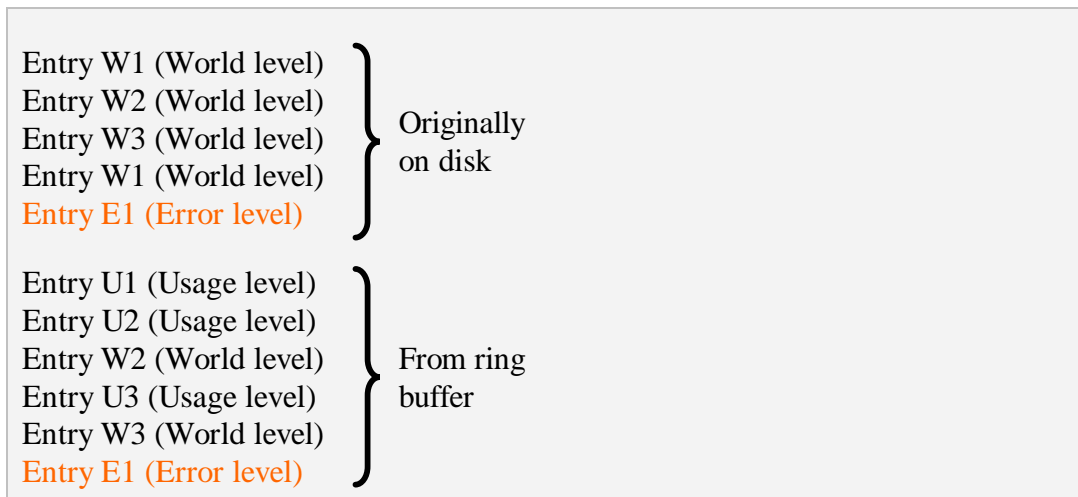 Entry W1 (World level)
Entry W2 (World level)
Entry W3 (World level)
Entry W1 (World level)
Entry E1 (Error level)
Originally
on disk
Entry U1 (Usage level)
Entry U2 (Usage level)
Entry W2 (World level)
Entry U3 (Usage level)
Entry W3 (World level)
Entry E1 (Error level)
From ring
buffer